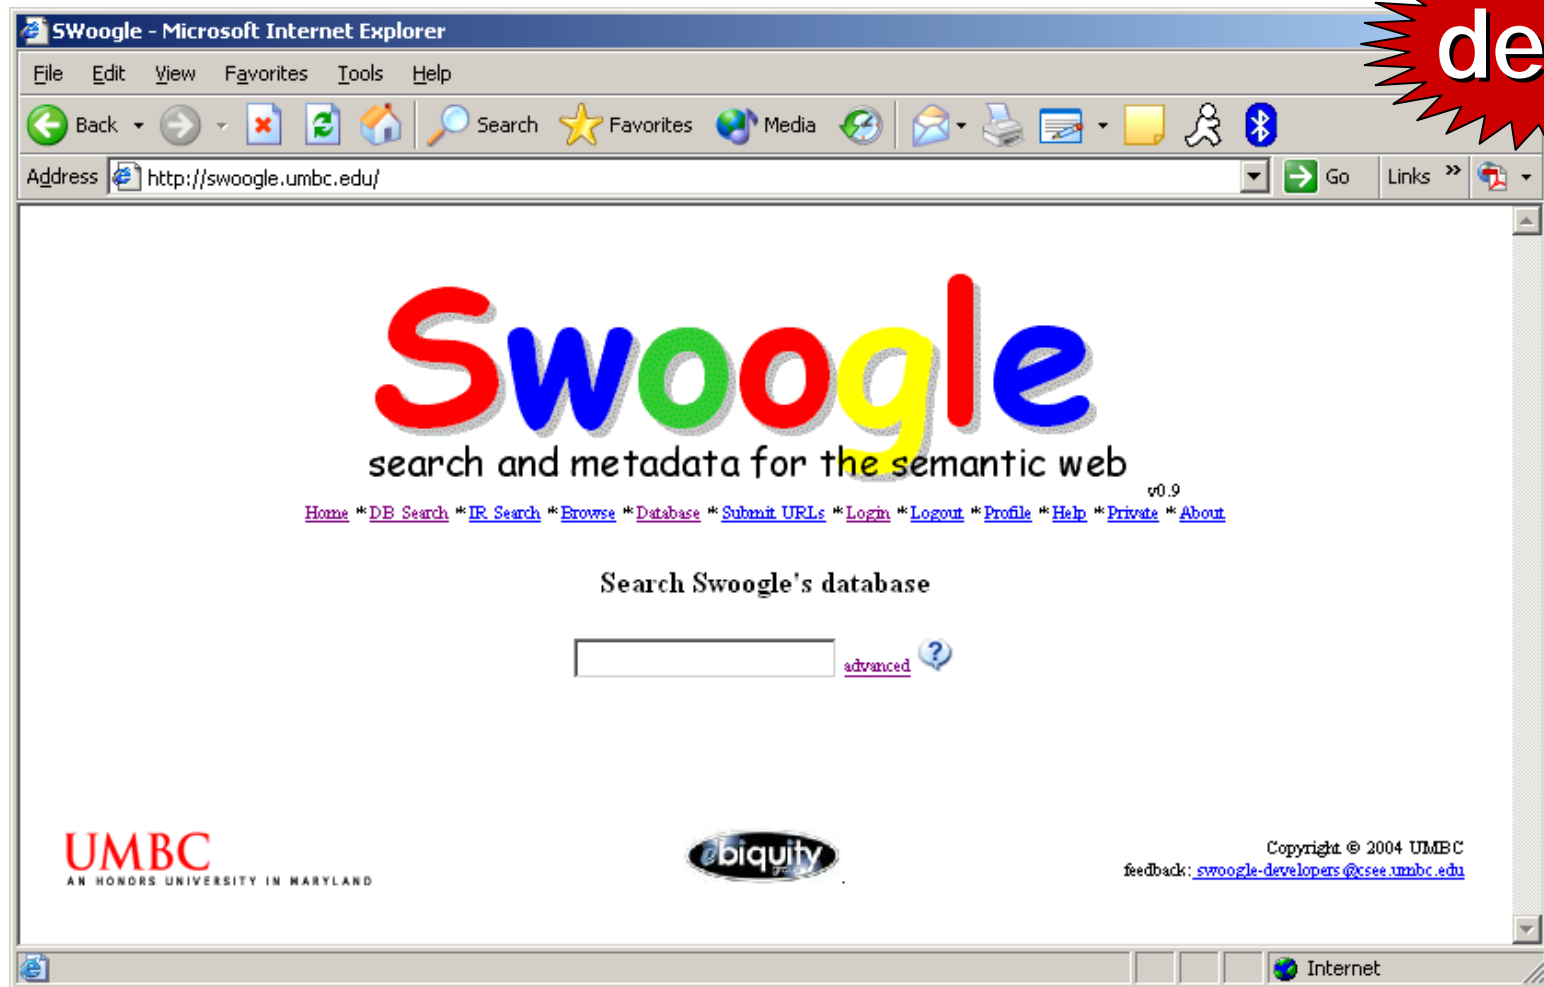 SWoogle - Microsoft Internet Explorer
de
File Edit View Favorites Tools Help
Back Search Favorites Media
Address http://swoogle.umbc.edu/ Go Links »
Swoogle
search and metadata for the semantic web
v0.9
Home * DB Search * IR Search * Browse * Database * Submit URLs * Login * Logout * Profile * Help * Private * About
Search Swoogle's database
advanced ?
UMBC
AN HONORS UNIVERSITY IN MARYLAND
ebiquity
Copyright © 2004 UMBC
feedback: swoogle-developers@csee.umbc.edu
Internet